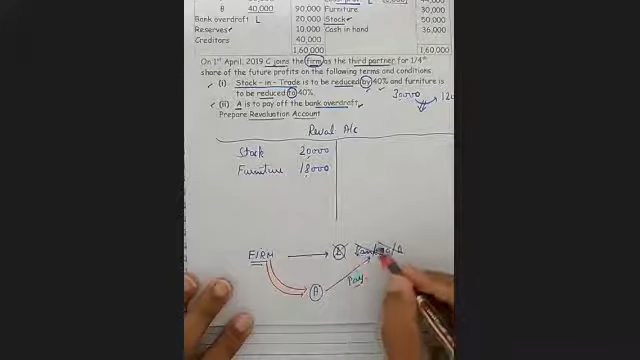 44,000
B 40,000 90,000 Furniture 30,000
Bank overdraft L 20,000 Stock 50,000
Reserves 10,000 Cash in hand 36,000
Creditors 40,000
1,60,000 1,60,000
On 1st April, 2019 C joins the firm as the third partner for 1/4th
share of the future profits on the following terms and conditions
(i) Stock - in - Trade is to be reduced by 40% and furniture is
to be reduced to 40%.
30000
(ii) A is to pay off the bank overdraft.
Prepare Revaluation Account
Reval. A/c
Stock 20000
Furniture 18000
FIRM
A
Pay